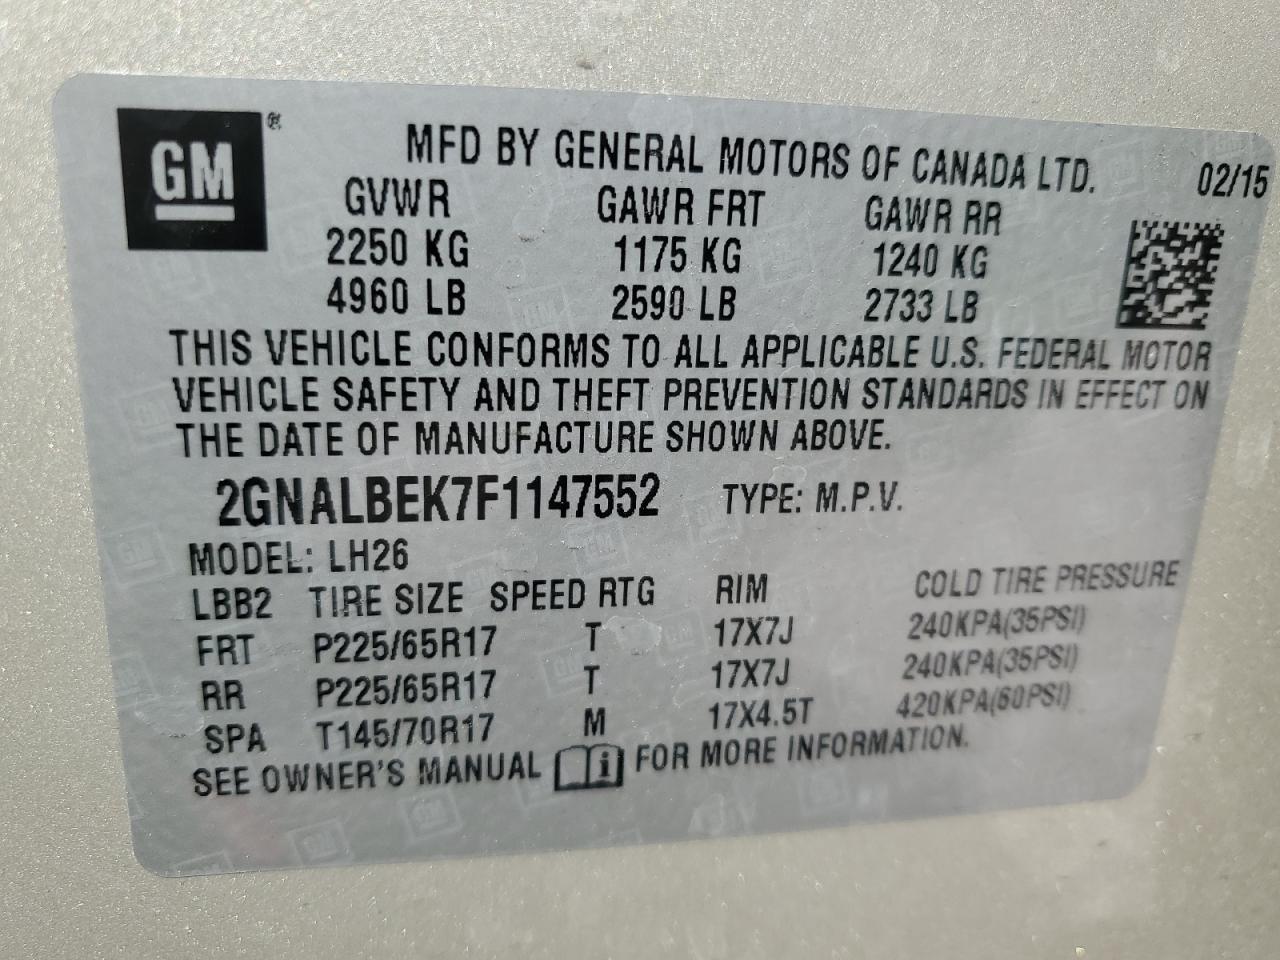 GM ®
MFD BY GENERAL MOTORS OF CANADA LTD. 02/15
GVWR GAWR FRT GAWR RR
2250 KG 1175 KG 1240 KG
4960 LB 2590 LB 2733 LB
THIS VEHICLE CONFORMS TO ALL APPLICABLE U.S. FEDERAL MOTOR
VEHICLE SAFETY AND THEFT PREVENTION STANDARDS IN EFFECT ON
THE DATE OF MANUFACTURE SHOWN ABOVE.
2GNALBEK7F1147552 TYPE: M.P.V.
MODEL: LH26
LBB2 TIRE SIZE SPEED RTG RIM COLD TIRE PRESSURE
FRT P225/65R17 T 17X7J 240KPA(35PSI)
RR P225/65R17 T 17X7J 240KPA(35PSI)
SPA T145/70R17 M 17X4.5T 420KPA(60PSI)
SEE OWNER'S MANUAL i FOR MORE INFORMATION.